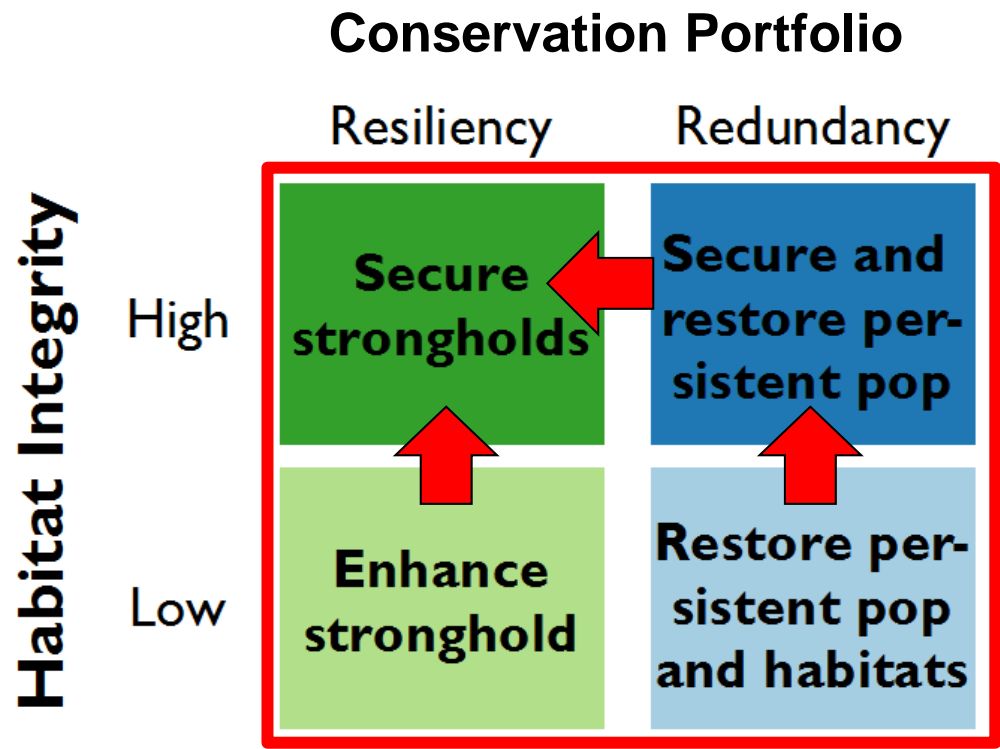 Conservation Portfolio
Resiliency Redundancy
Habitat Integrity
High
Secure
strongholds
Secure and
restore per-
sistent pop
Low
Enhance
stronghold
Restore per-
sistent pop
and habitats